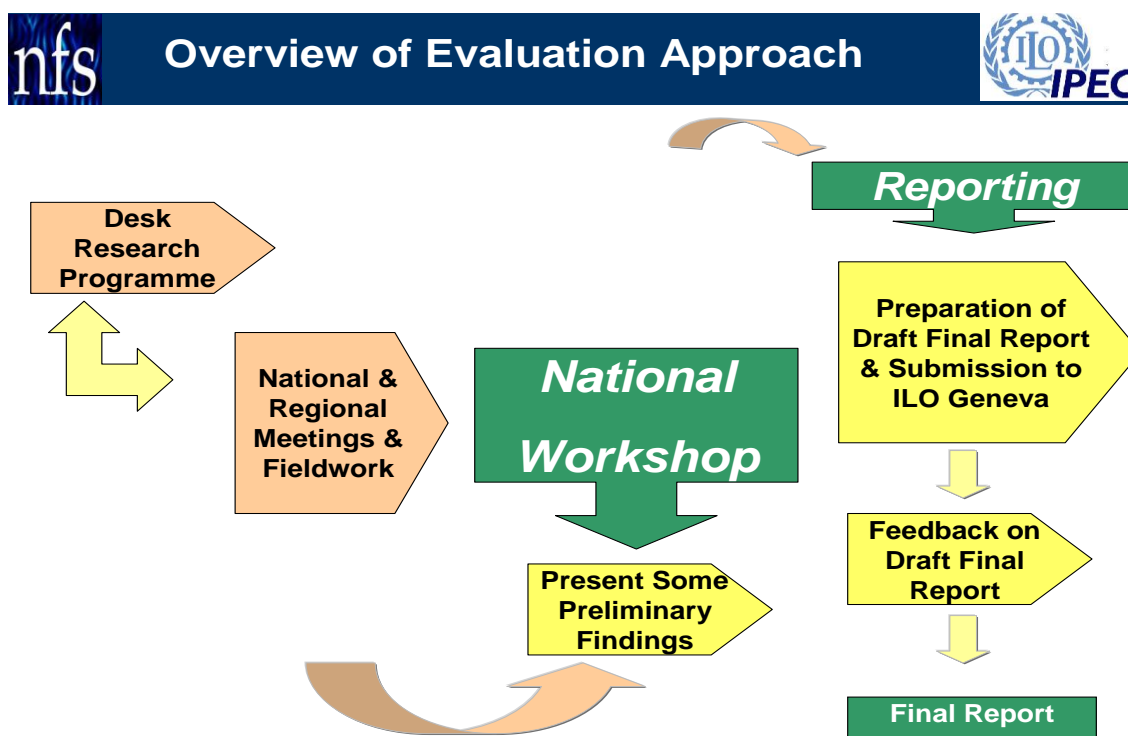 nfs
Overview of Evaluation Approach
ILO
IPEC
Reporting
Desk
Research
Programme
Preparation of
Draft Final Report
& Submission to
ILO Geneva
National &
Regional
Meetings &
Fieldwork
National
Workshop
Feedback on
Draft Final
Report
Present Some
Preliminary
Findings
Final Report